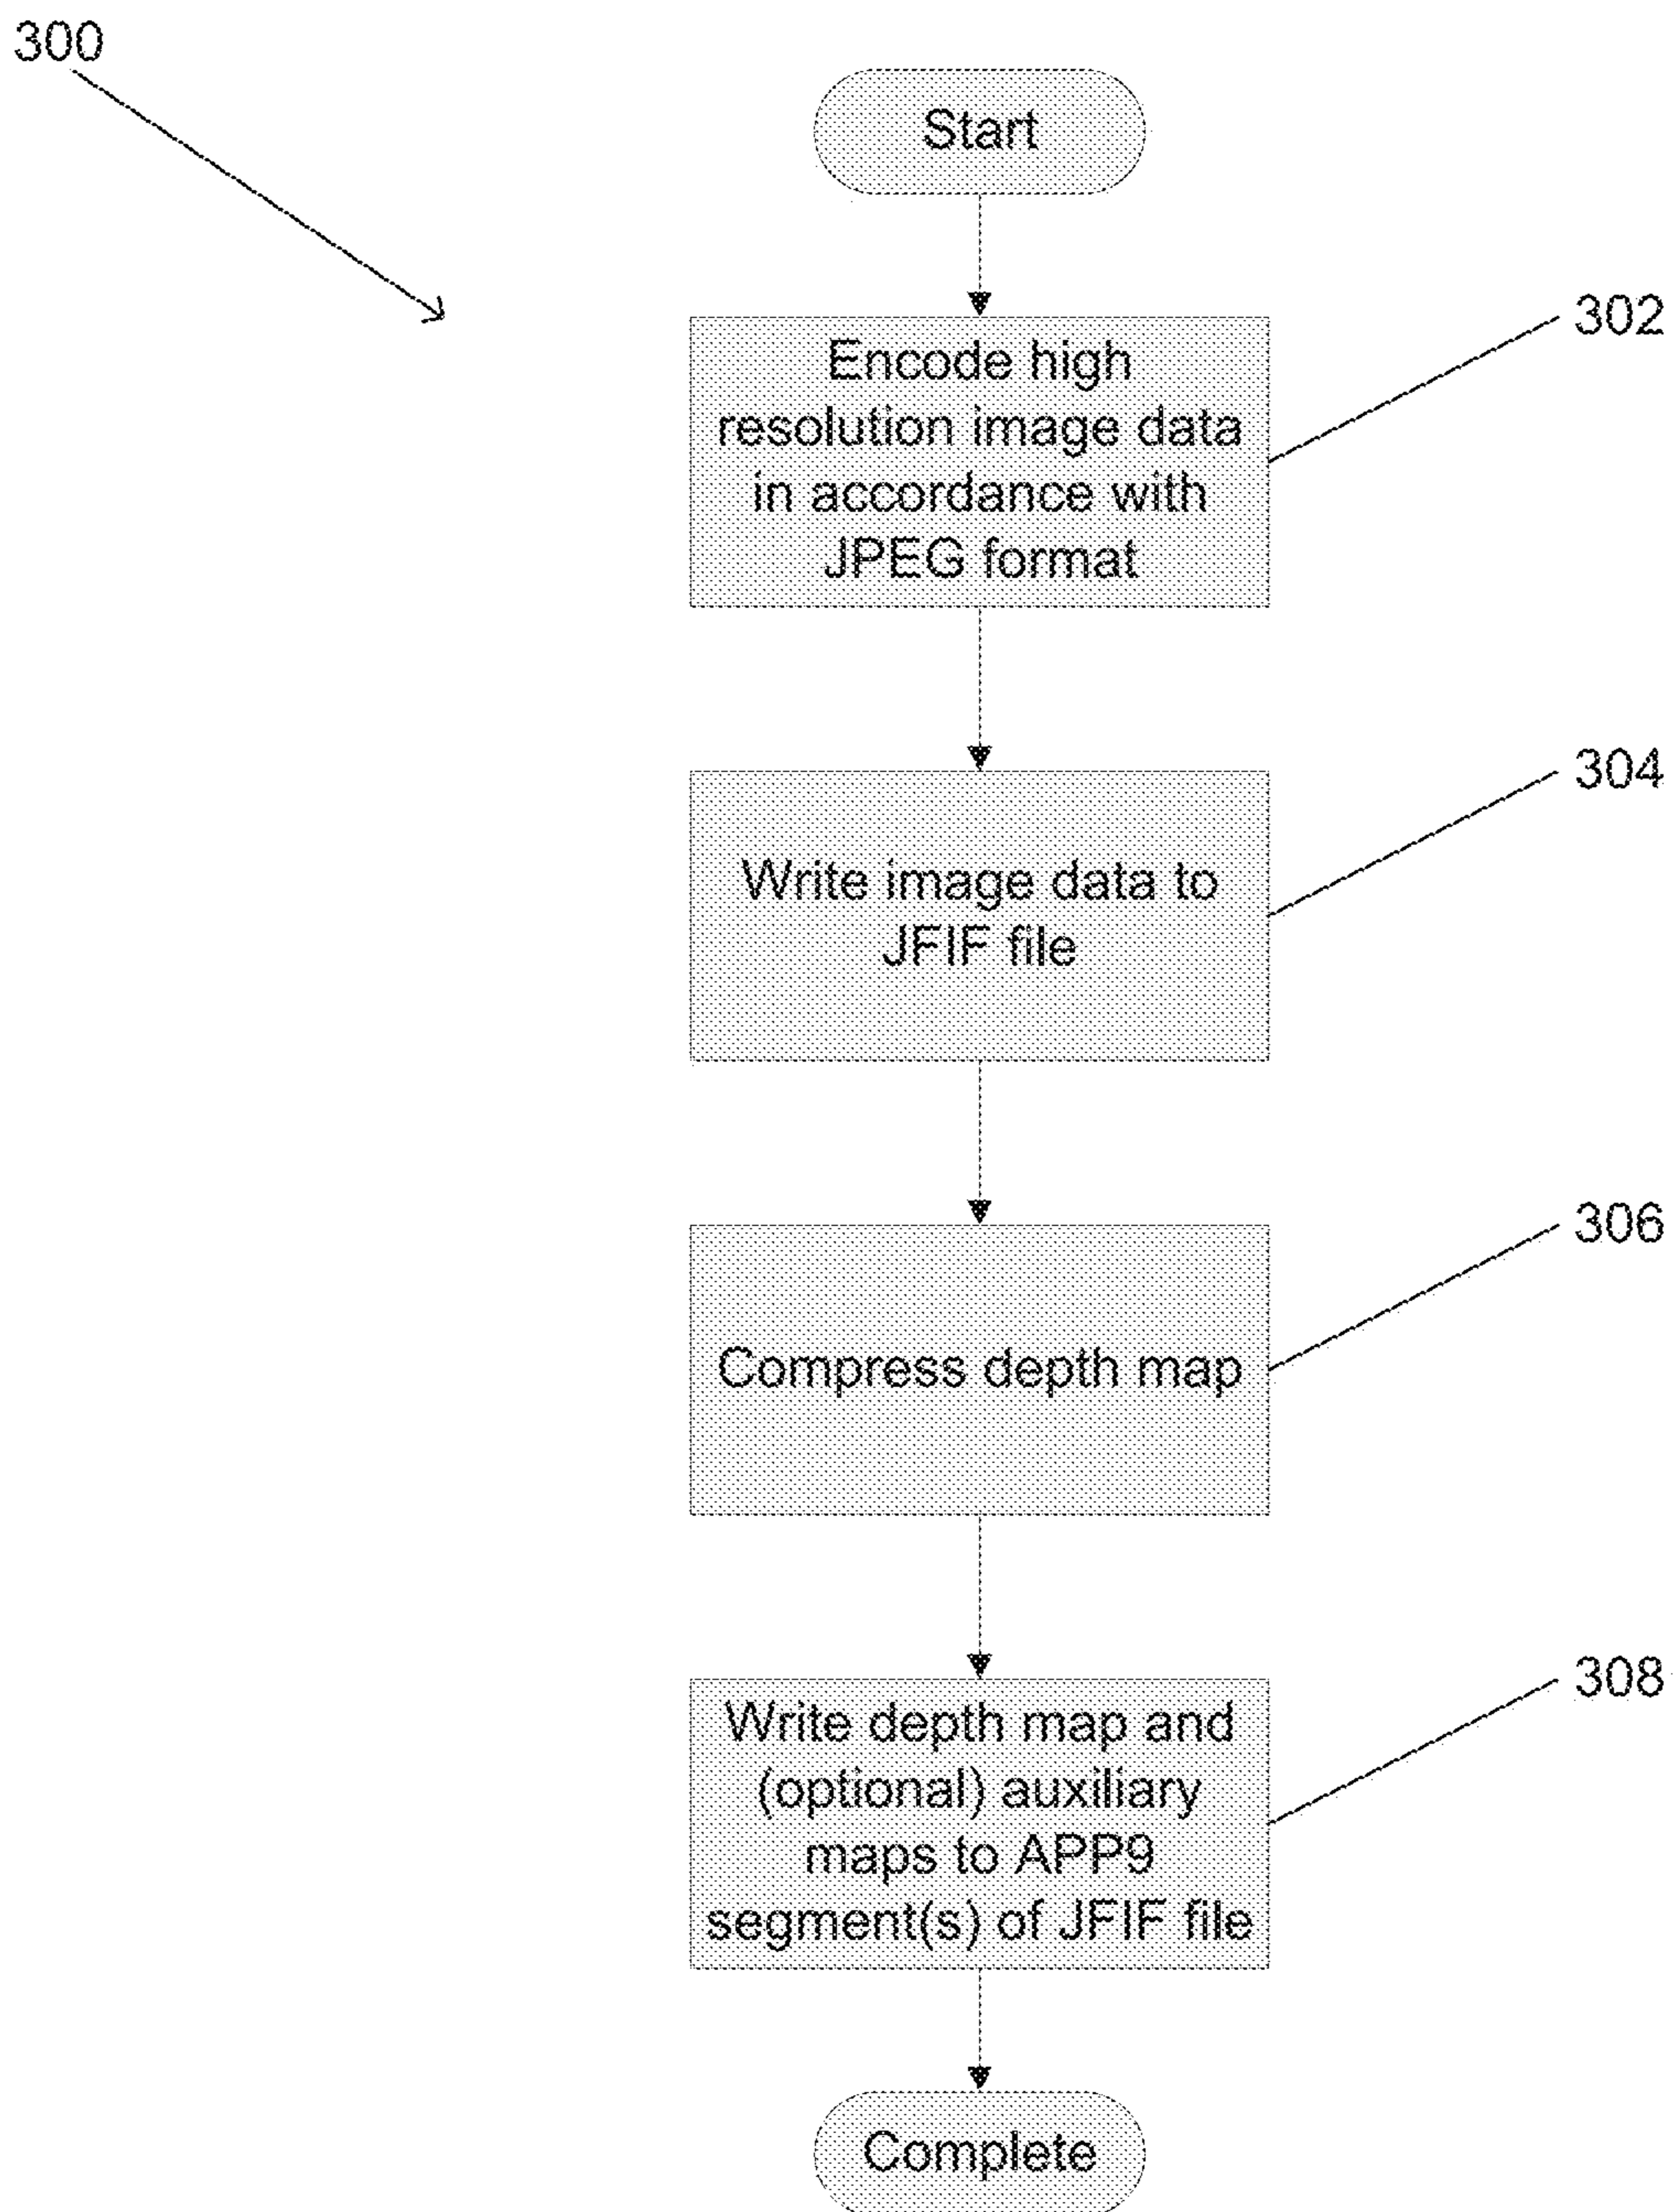 300
Start
302
Encode high
resolution image data
in accordance with
JPEG format
304
Write image data to
JFIF file
306
Compress depth map
308
Write depth map and
(optional) auxiliary
maps to APP9
segment(s) of JFIF file
Complete